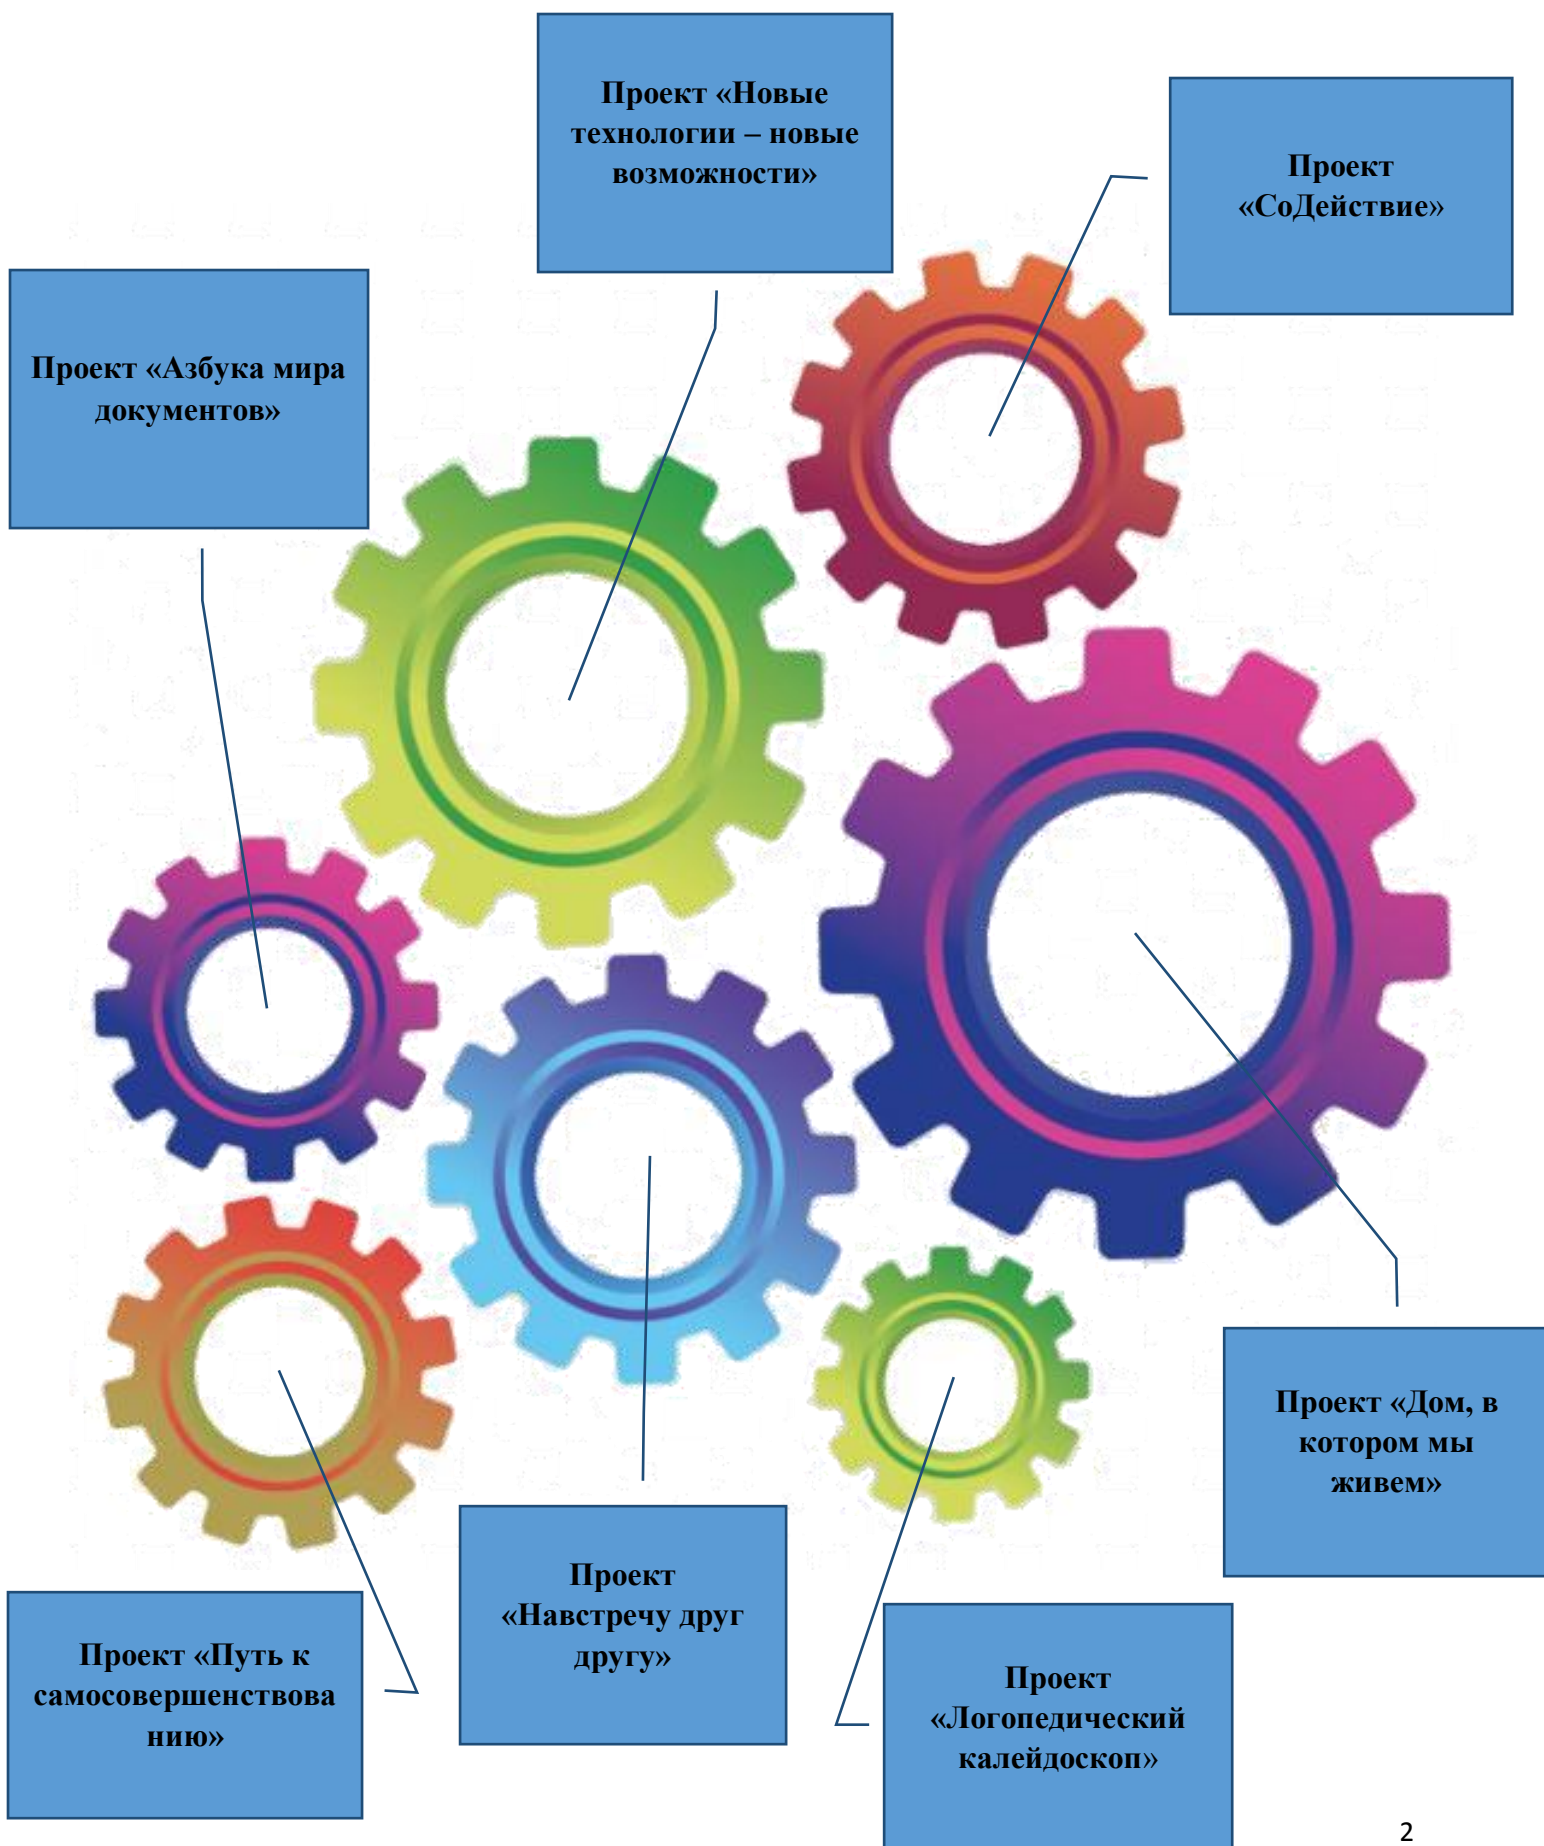 Проект «Новые
технологии – новые
возможности»
Проект
«СоДействие»
Проект «Азбука мира
документов»
Проект «Дом, в
котором мы
живем»
Проект
«Навстречу друг
другу»
Проект «Путь к
самосовершенствова
нию»
Проект
«Логопедический
калейдоскоп»
2